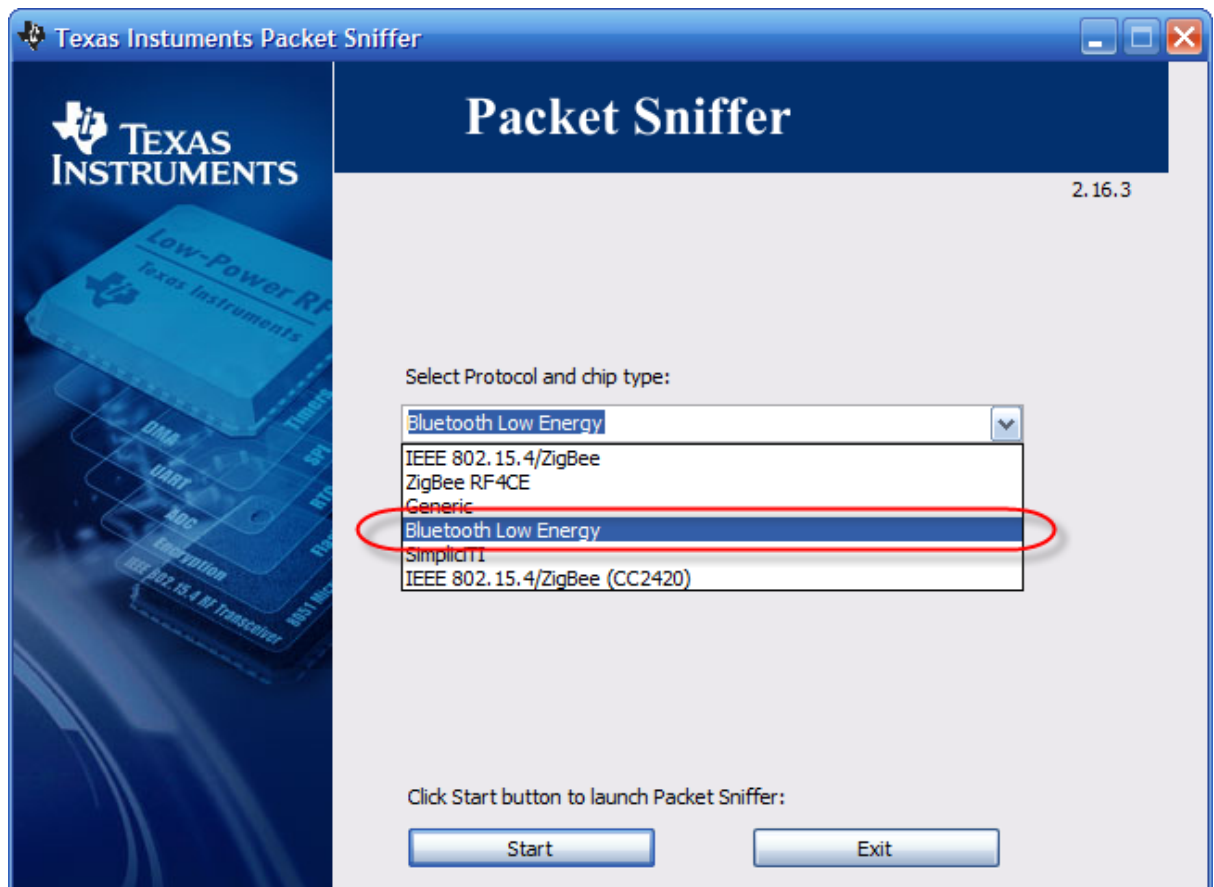 Texas Instuments Packet Sniffer
TEXAS
INSTRUMENTS
Packet Sniffer
2.16.3
Low-Power RF
Texas Instruments
Select Protocol and chip type:
Bluetooth Low Energy
IEEE 802.15.4/ZigBee
ZigBee RF4CE
Generic
Bluetooth Low Energy
SimpliciTI
IEEE 802.15.4/ZigBee (CC2420)
DMA
Timers
UART
SPI
ADC
RTC
Encryption
IEEE 802.15.4 RF Transceiver
8051
Click Start button to launch Packet Sniffer:
Start
Exit